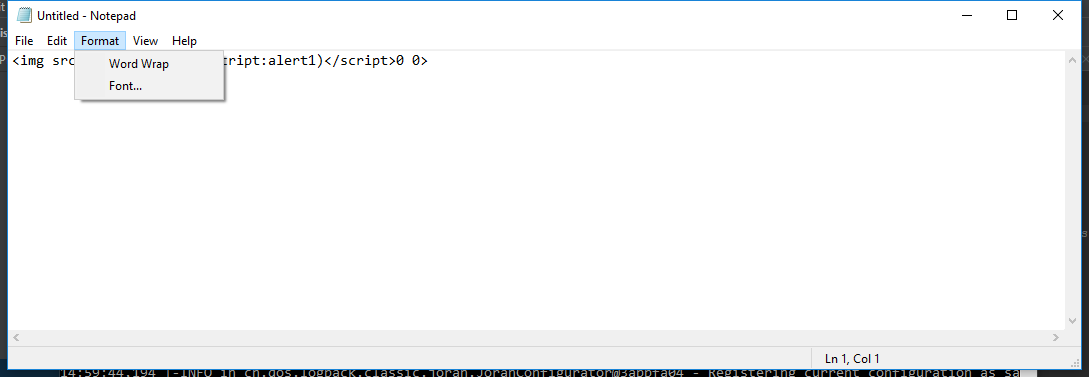 Untitled - Notepad
File Edit Format View Help
<img src cript:alert1)</script>0 0>
Word Wrap
Font...
Ln 1, Col 1
14:59:44.194 |-INFO in ch.qos.logback.classic.joran.JoranConfigurator@3abbfa04 - Registering current configuration as sa